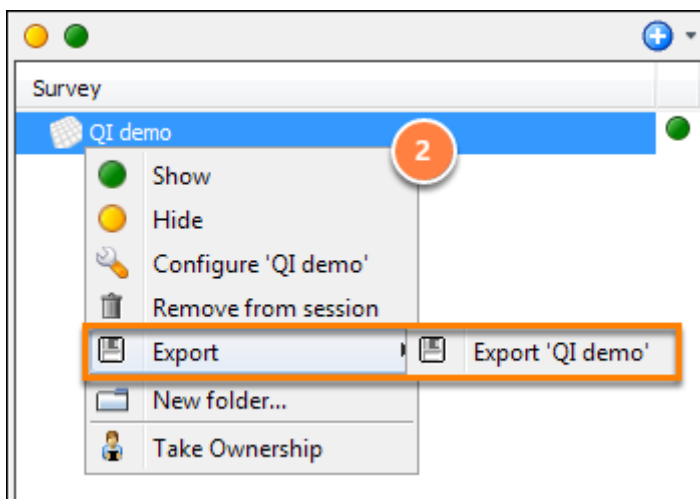 Survey
QI demo
2
Show
Hide
Configure 'QI demo'
Remove from session
Export
Export 'QI demo'
New folder...
Take Ownership